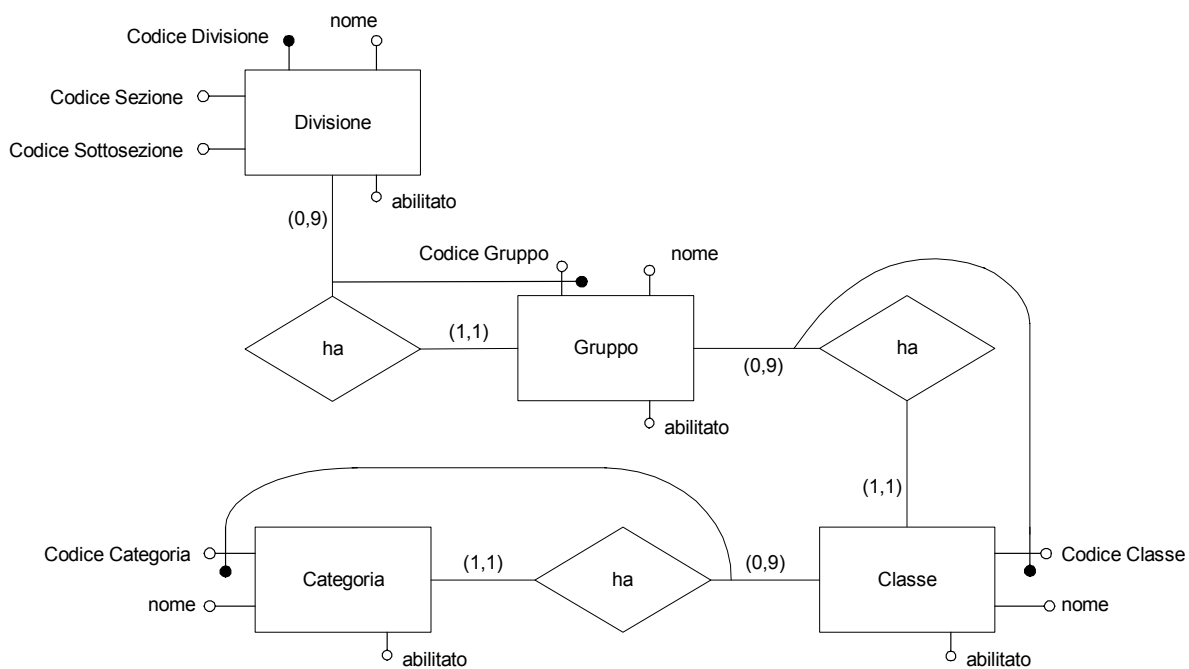 nome
Codice Divisione
Codice Sezione
Divisione
Codice Sottosezione
abilitato
(0,9)
Codice Gruppo
nome
ha
(1,1)
Gruppo
(0,9)
ha
abilitato
(1,1)
Codice Categoria
Categoria
(1,1)
ha
(0,9)
Classe
Codice Classe
nome
nome
abilitato
abilitato